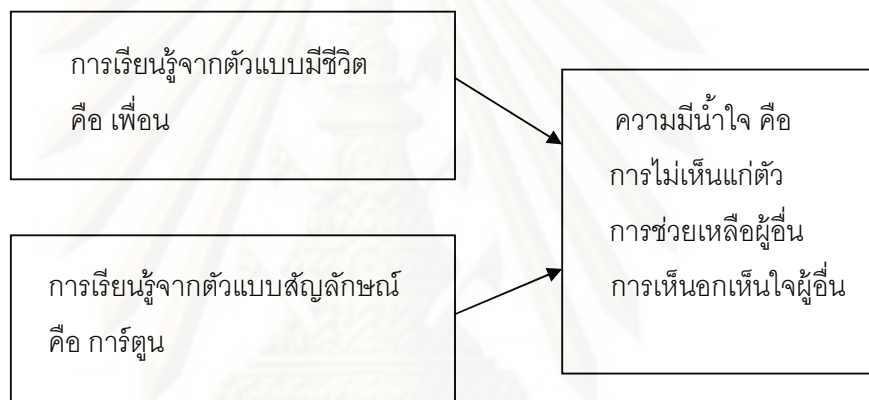 การเรียนรู้จากตัวแบบมีชีวิต
คือ เพื่อน
การเรียนรู้จากตัวแบบสัญลักษณ์
คือ การ์ตูน
ความมีน้ำใจ คือ
การไม่เห็นแก่ตัว
การช่วยเหลือผู้อื่น
การเห็นอกเห็นใจผู้อื่น